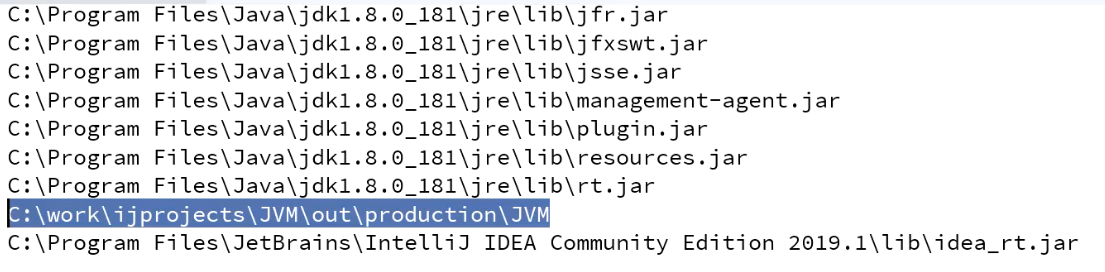 C:\Program Files\Java\jdk1.8.0_181\jre\lib\jfr.jar
C:\Program Files\Java\jdk1.8.0_181\jre\lib\jfxswt.jar
C:\Program Files\Java\jdk1.8.0_181\jre\lib\jsse.jar
C:\Program Files\Java\jdk1.8.0_181\jre\lib\management-agent.jar
C:\Program Files\Java\jdk1.8.0_181\jre\lib\plugin.jar
C:\Program Files\Java\jdk1.8.0_181\jre\lib\resources.jar
C:\Program Files\Java\jdk1.8.0_181\jre\lib\rt.jar
C:\work\ijprojects\JVM\out\production\JVM
C:\Program Files\JetBrains\IntelliJ IDEA Community Edition 2019.1\lib\idea_rt.jar